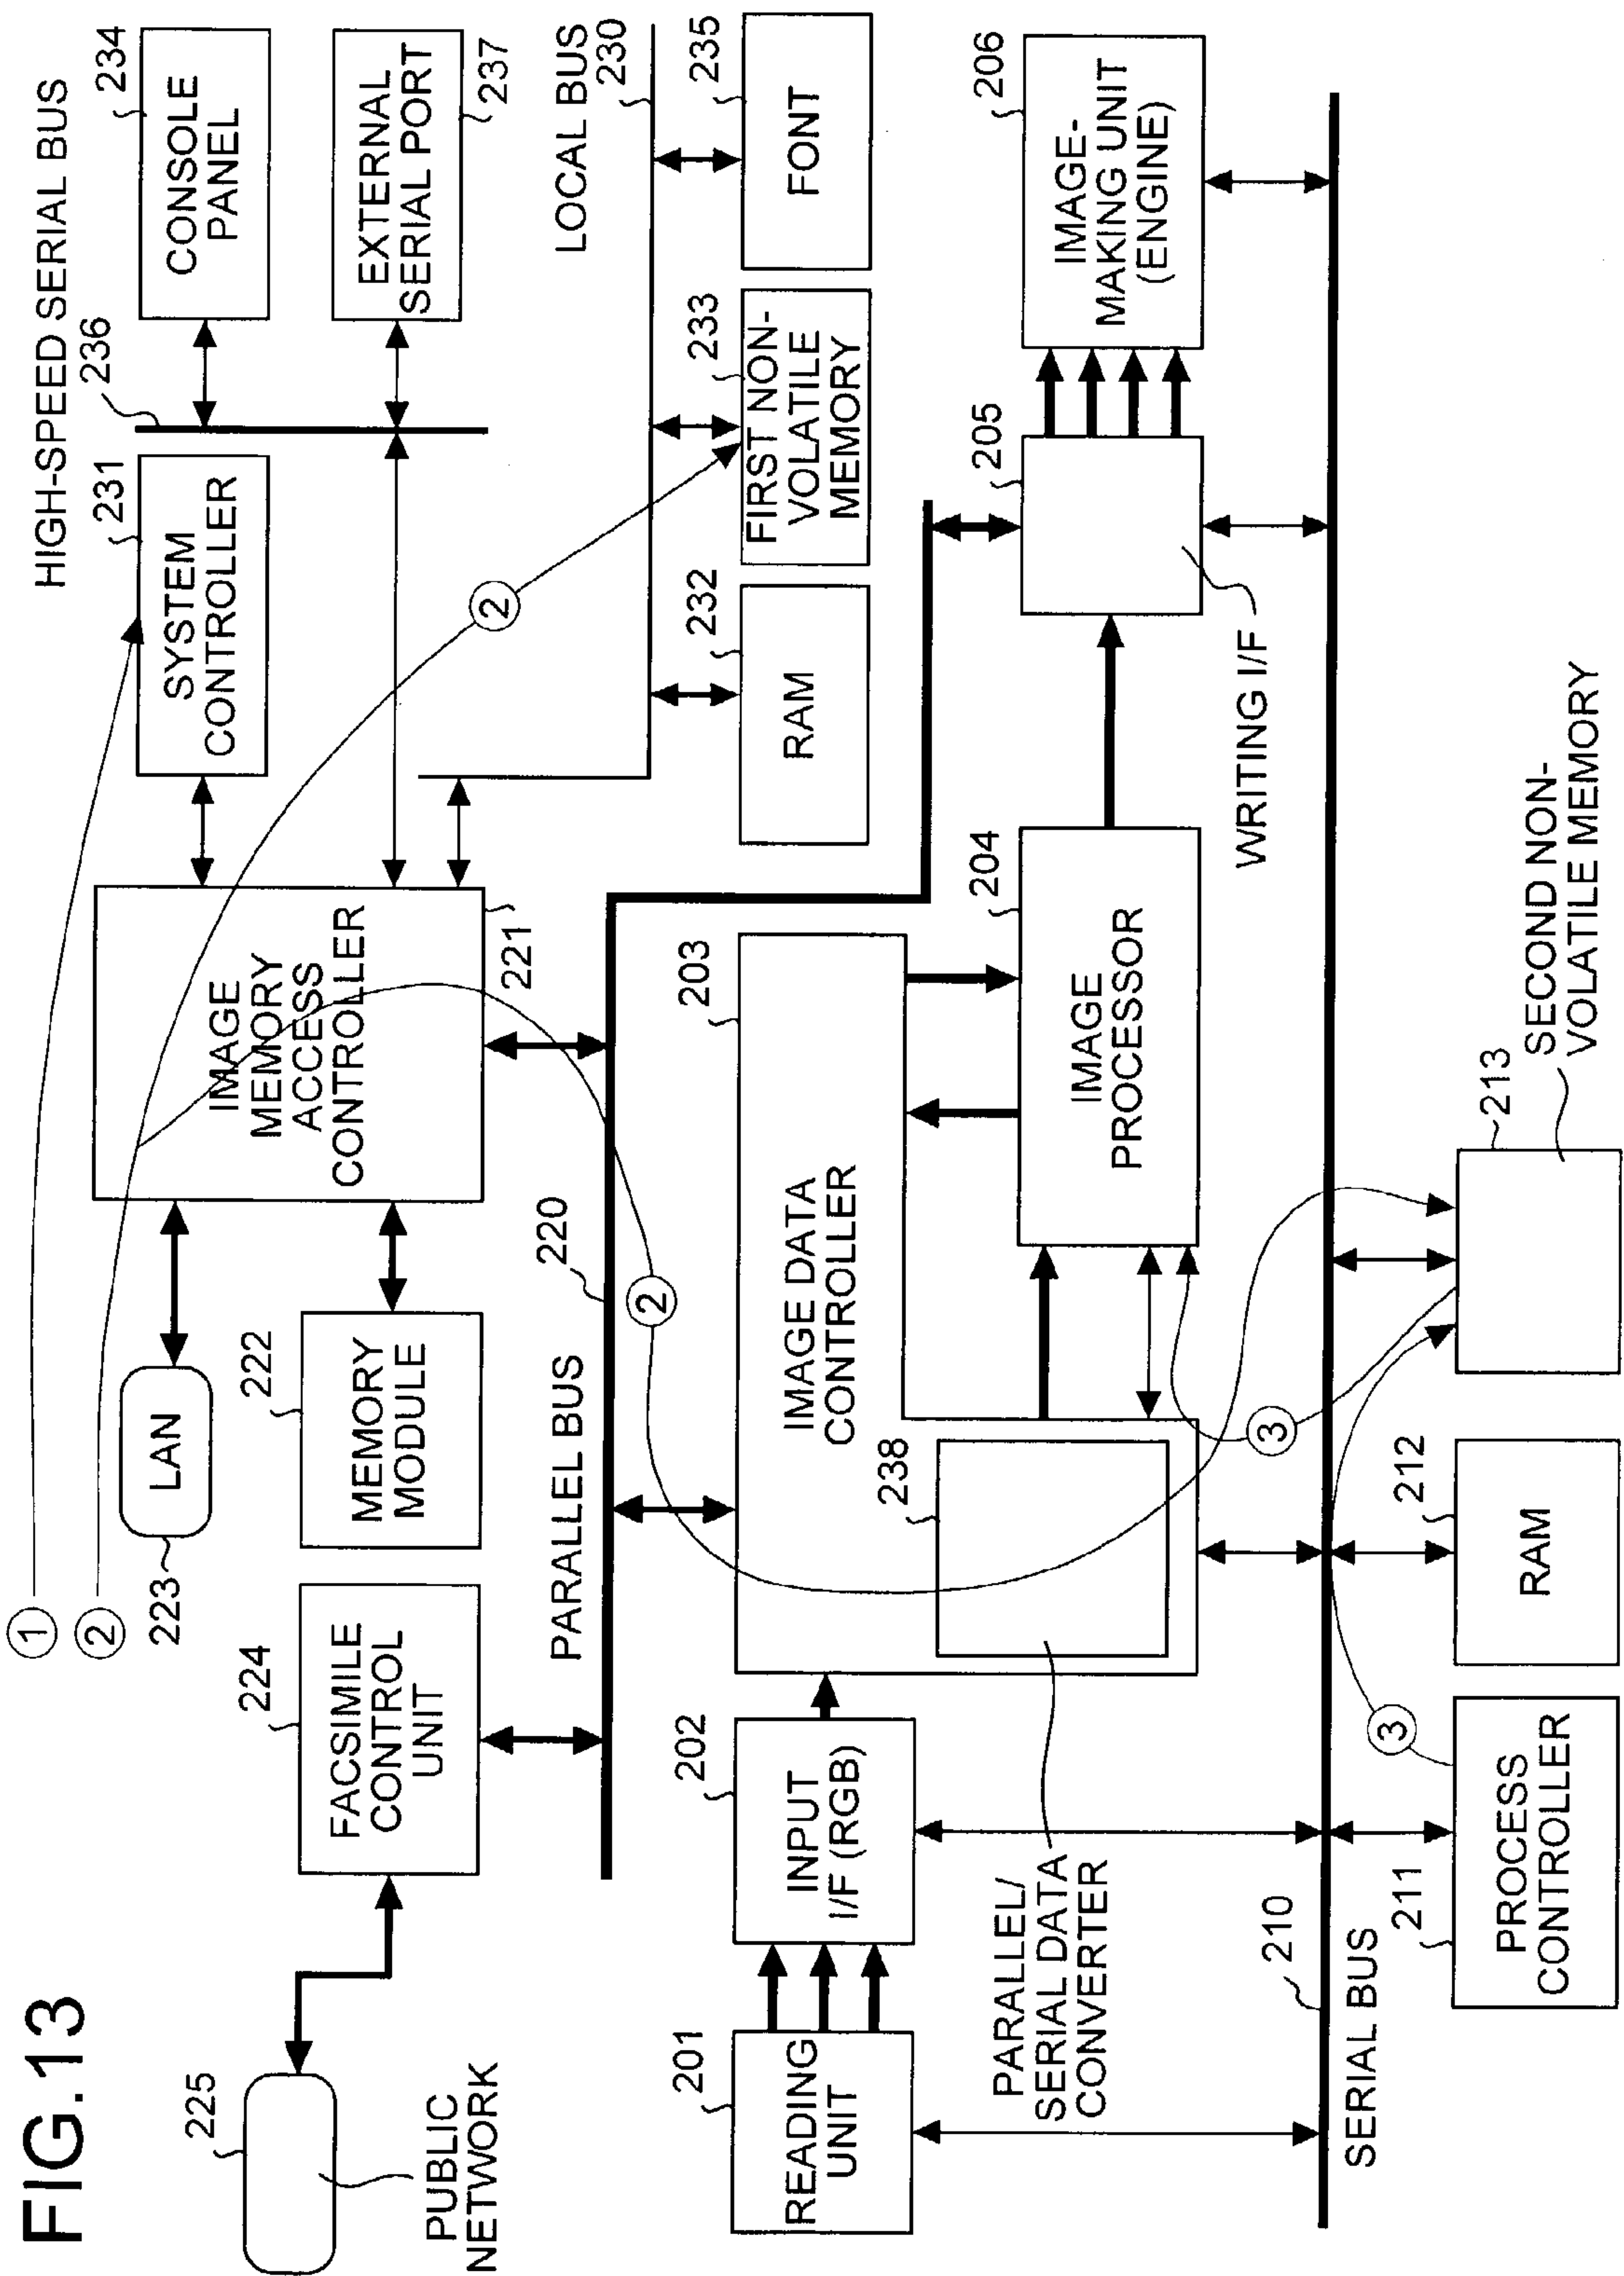 FIG.13
HIGH-SPEED SERIAL BUS
1
2
223
LAN
236
234
CONSOLE
PANEL
231
SYSTEM
CONTROLLER
225
PUBLIC
NETWORK
224
FACSIMILE
CONTROL
UNIT
222
MEMORY
MODULE
IMAGE
MEMORY
ACCESS
CONTROLLER
221
EXTERNAL
SERIAL PORT
237
2
PARALLEL BUS
220
LOCAL BUS
230
2
201
READING
UNIT
202
INPUT
I/F (RGB)
203
IMAGE DATA
CONTROLLER
238
232
RAM
233
FIRST NON-
VOLATILE
MEMORY
235
FONT
204
IMAGE
PROCESSOR
205
206
IMAGE-
MAKING UNIT
(ENGINE)
PARALLEL/
SERIAL DATA
CONVERTER
WRITING I/F
210
SERIAL BUS
3
3
211
PROCESS
CONTROLLER
212
RAM
213
SECOND NON-
VOLATILE MEMORY